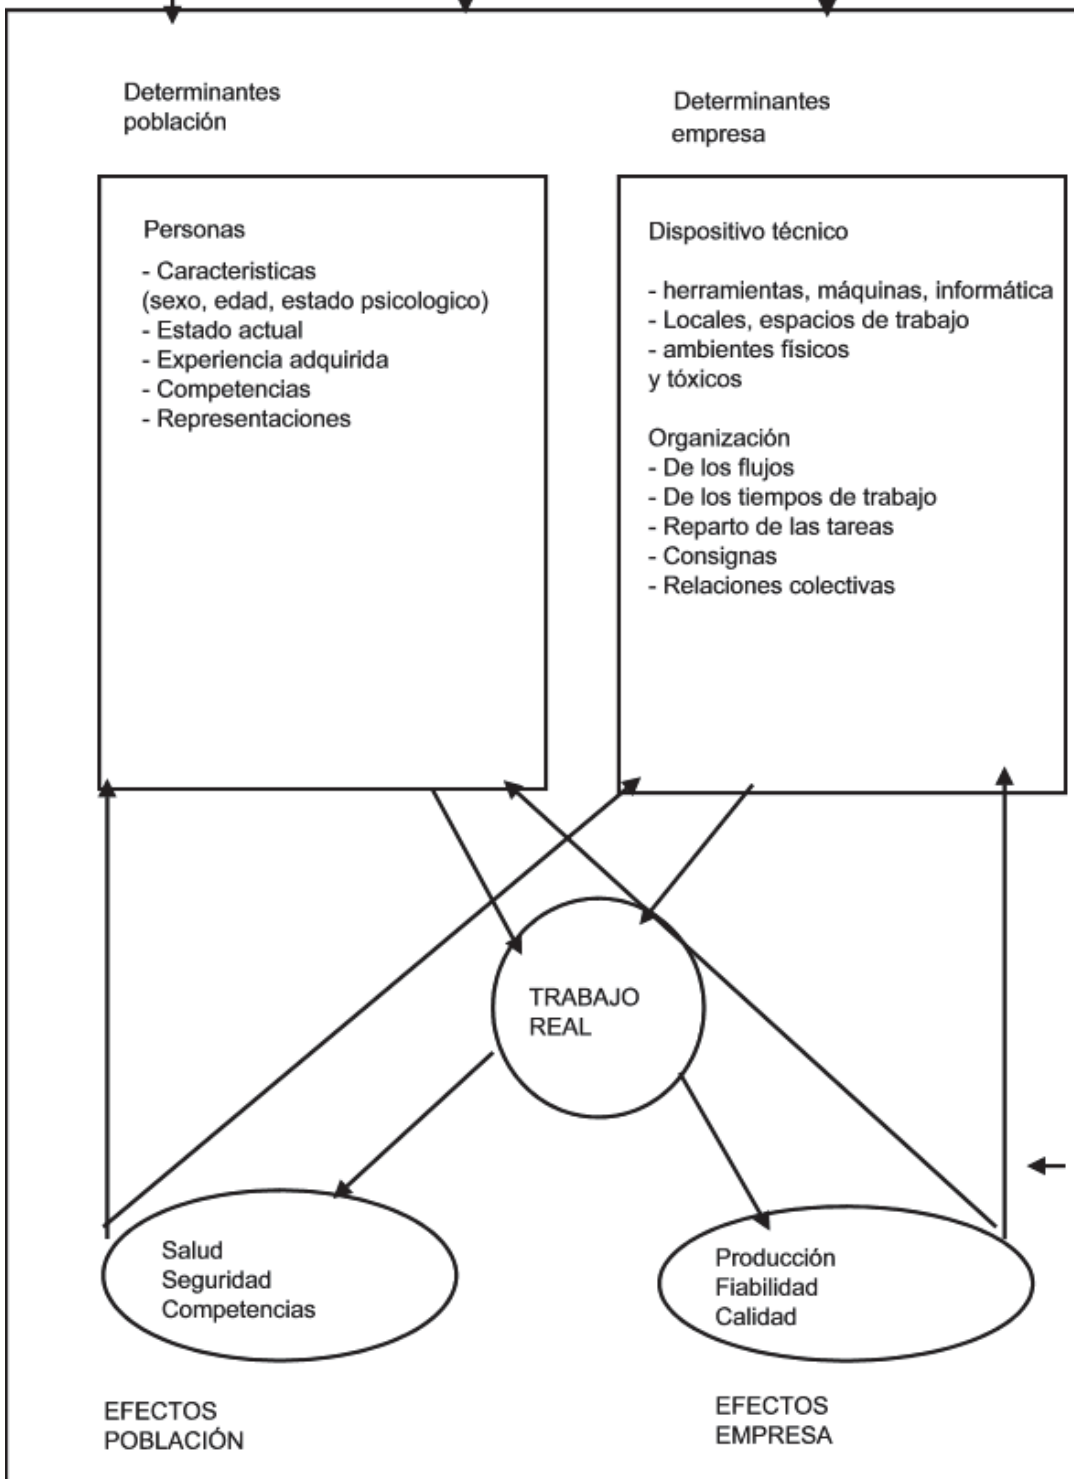 Determinantes
población
Determinantes
empresa
Personas
- Caracteristicas
(sexo, edad, estado psicologico)
- Estado actual
- Experiencia adquirida
- Competencias
- Representaciones
Dispositivo técnico
- herramientas, máquinas, informática
- Locales, espacios de trabajo
- ambientes físicos
y tóxicos
Organización
- De los flujos
- De los tiempos de trabajo
- Reparto de las tareas
- Consignas
- Relaciones colectivas
TRABAJO
REAL
Salud
Seguridad
Competencias
Producción
Fiabilidad
Calidad
EFECTOS
POBLACIÓN
EFECTOS
EMPRESA